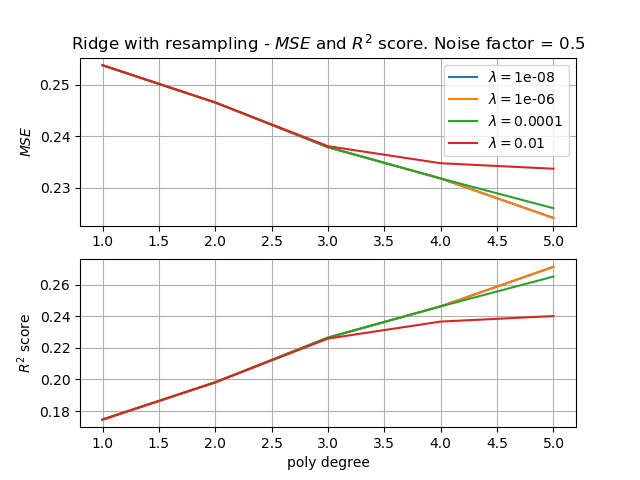 Ridge with resampling - MSE and R² score. Noise factor = 0.5
MSE
0.25
0.24
0.23
λ = 1e-08
λ = 1e-06
λ = 0.0001
λ = 0.01
1.0 1.5 2.0 2.5 3.0 3.5 4.0 4.5 5.0
R² score
0.26
0.24
0.22
0.20
0.18
1.0 1.5 2.0 2.5 3.0 3.5 4.0 4.5 5.0
poly degree